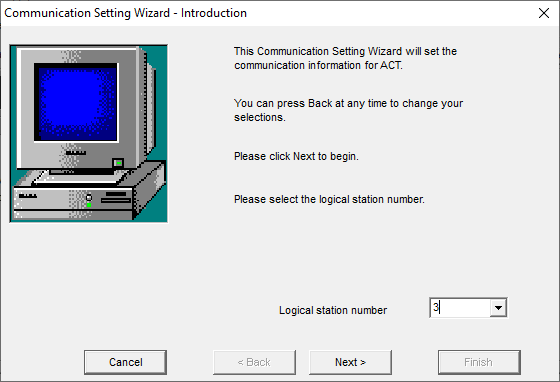 Communication Setting Wizard - Introduction
This Communication Setting Wizard will set the
communication information for ACT.
You can press Back at any time to change your
selections.
Please click Next to begin.
Please select the logical station number.
Logical station number 3
Cancel < Back Next > Finish